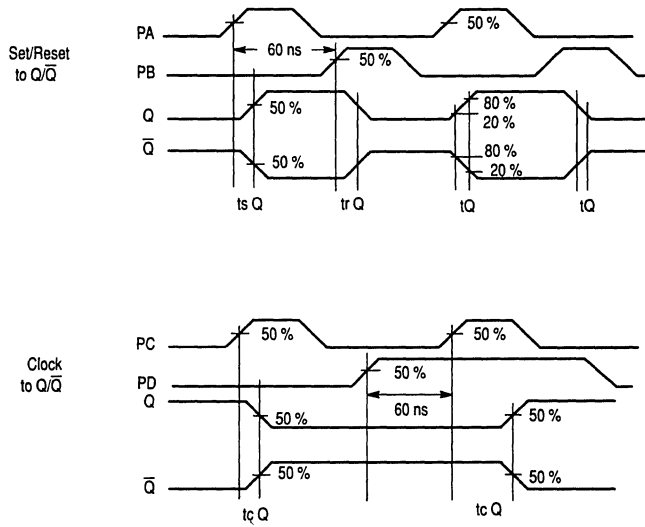 Set/Reset
to Q/Q̅
PA
50 %
60 ns
PB
50 %
Q
50 %
80 %
20 %
Q̅
50 %
80 %
20 %
ts Q
tr Q
tQ
tQ
Clock
to Q/Q̅
PC
50 %
50 %
PD
50 %
60 ns
Q
50 %
50 %
Q̅
50 %
50 %
tc Q
tc Q